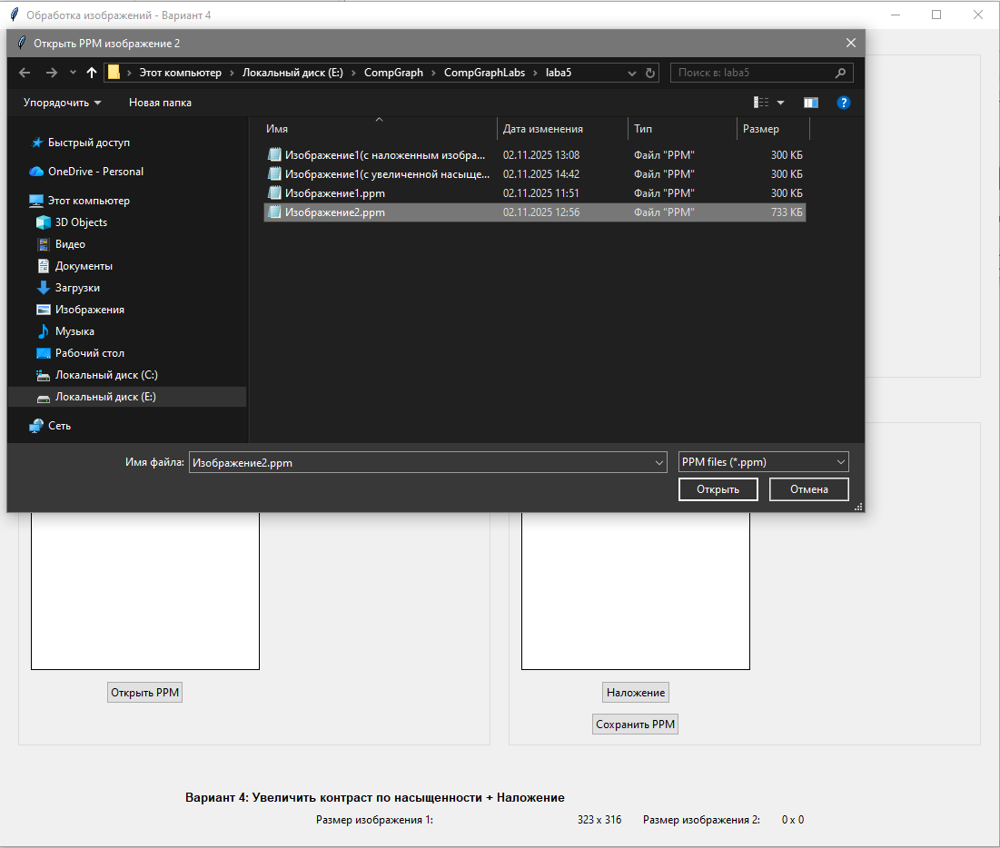 Обработка изображений - Вариант 4
Открыть PPM изображение 2
Этот компьютер
Локальный диск (E:)
CompGraph
CompGraphLabs
laba5
Поиск в: laba5
Упорядочить
Новая папка
Имя
Дата изменения
Тип
Размер
Быстрый доступ
OneDrive - Personal
Этот компьютер
3D Objects
Видео
Документы
Загрузки
Изображения
Музыка
Рабочий стол
Локальный диск (C:)
Локальный диск (E:)
Сеть
Изображение1(с наложенным изобра... 02.11.2025 13:08 Файл "PPM" 300 КБ
Изображение1(с увеличенной насыще... 02.11.2025 14:42 Файл "PPM" 300 КБ
Изображение1.ppm 02.11.2025 11:51 Файл "PPM" 300 КБ
Изображение2.ppm 02.11.2025 12:56 Файл "PPM" 733 КБ
Имя файла: Изображение2.ppm
PPM files (*.ppm)
Открыть
Отмена
Открыть PPM
Наложение
Сохранить PPM
Вариант 4: Увеличить контраст по насыщенности + Наложение
Размер изображения 1: 323 x 316 Размер изображения 2: 0 x 0